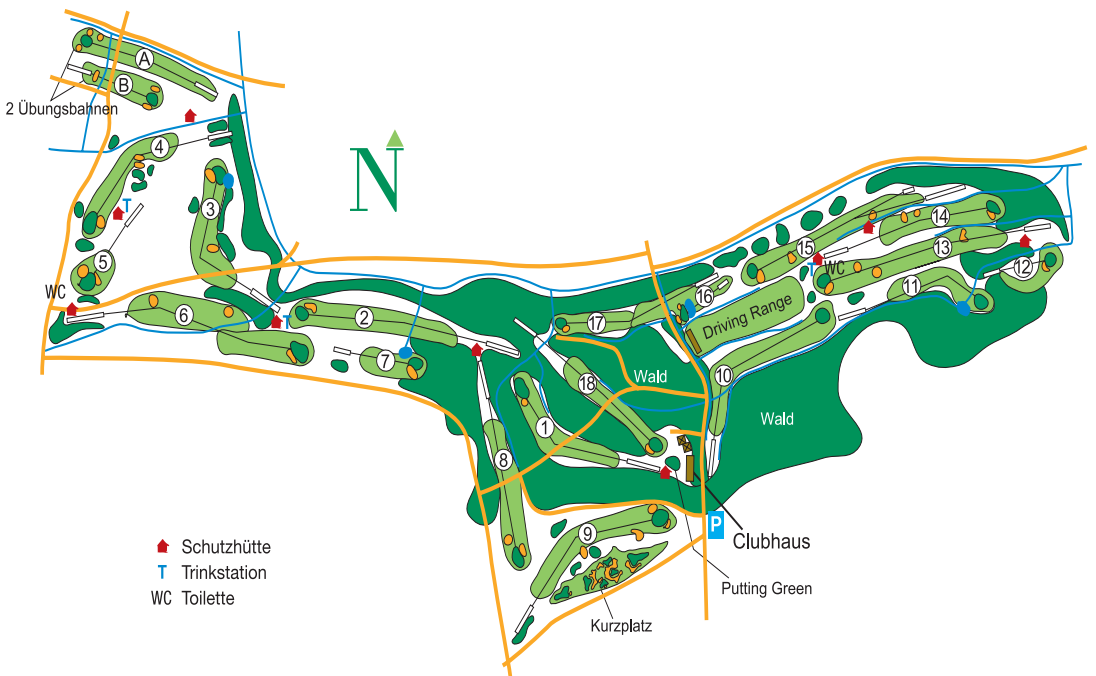 A
B
2 Übungsbahnen
4
N
3
T
15
14
13
5
WC
T
WC
12
16
11
6
T
2
17
Driving Range
7
18
Wald
10
1
Wald
8
9
P
Clubhaus
Schutzhütte
T Trinkstation
Putting Green
WC Toilette
Kurzplatz